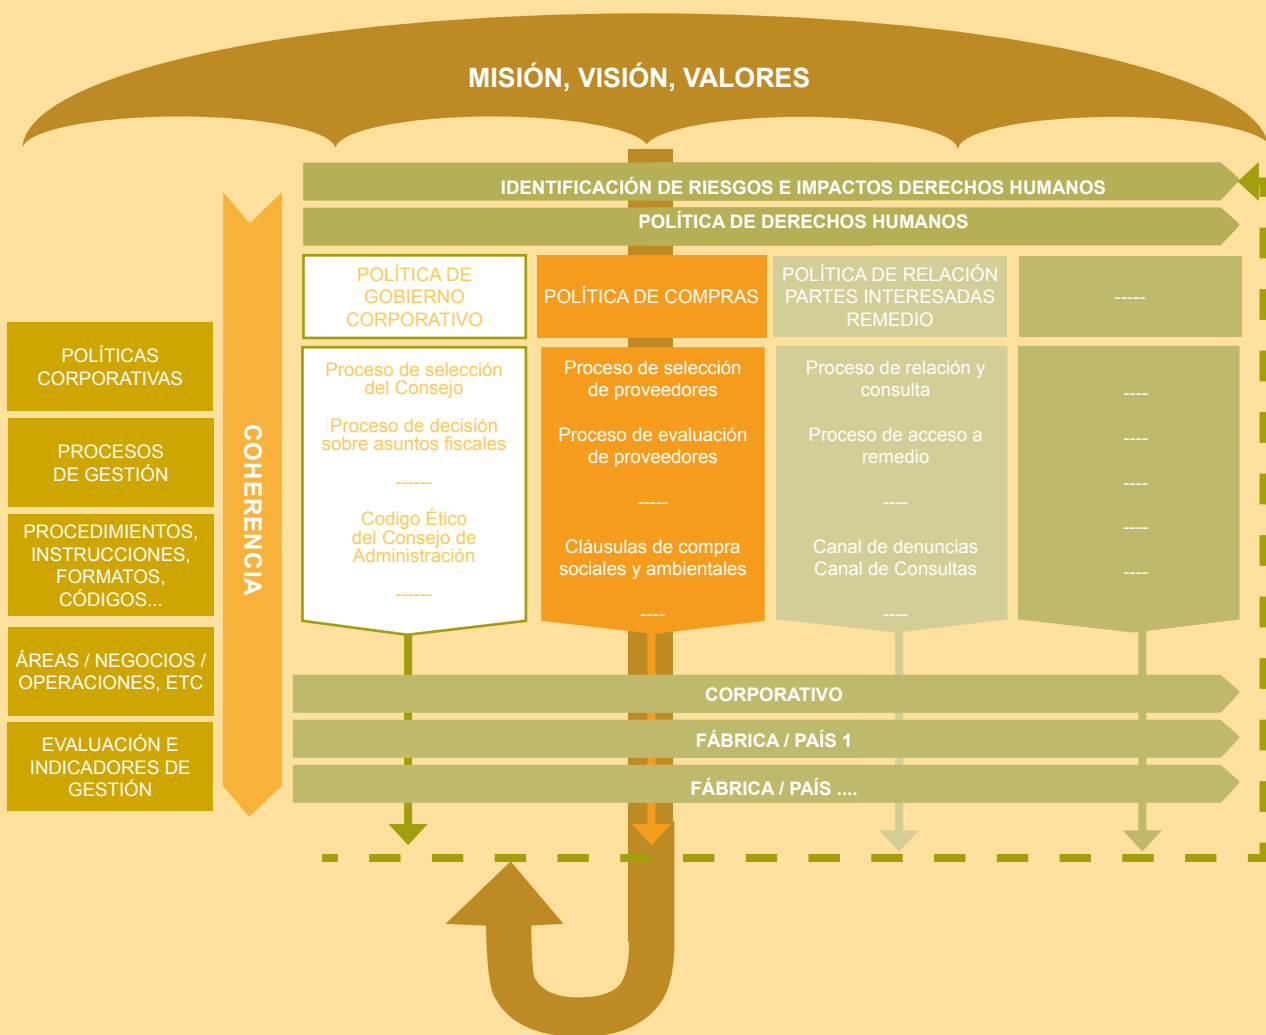 MISIÓN, VISIÓN, VALORES
IDENTIFICACIÓN DE RIESGOS E IMPACTOS DERECHOS HUMANOS
POLÍTICA DE DERECHOS HUMANOS
POLÍTICAS
CORPORATIVAS
PROCESOS
DE GESTIÓN
PROCEDIMIENTOS,
INSTRUCCIONES,
FORMATOS,
CÓDIGOS...
ÁREAS / NEGOCIOS /
OPERACIONES, ETC
EVALUACIÓN E
INDICADORES DE
GESTIÓN
COHERENCIA
POLÍTICA DE
GOBIERNO
CORPORATIVO
Proceso de selección
del Consejo
Proceso de decisión
sobre asuntos fiscales
------
Codigo Ético
del Consejo de
Administración
------
POLÍTICA DE COMPRAS
Proceso de selección
de proveedores
Proceso de evaluación
de proveedores
-----
Cláusulas de compra
sociales y ambientales
----
POLÍTICA DE RELACIÓN
PARTES INTERESADAS
REMEDIO
Proceso de relación y
consulta
Proceso de acceso a
remedio
----
Canal de denuncias
Canal de Consultas
----
-----
----
----
----
----
----
CORPORATIVO
FÁBRICA / PAÍS 1
FÁBRICA / PAÍS ....